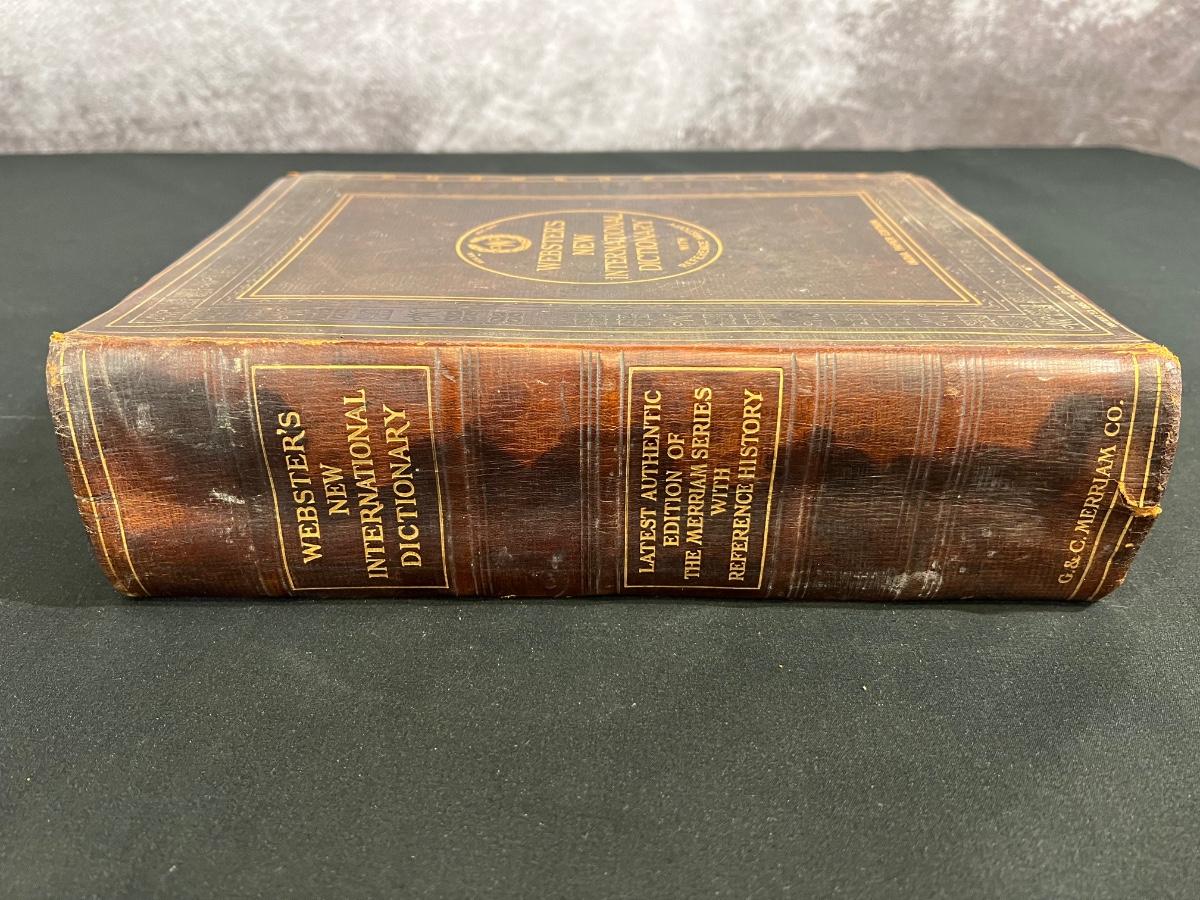 WEBSTER'S
NEW
INTERNATIONAL
DICTIONARY
WITH
WEBSTER'S
NEW
INTERNATIONAL
DICTIONARY
LATEST AUTHENTIC
EDITION OF
THE MERRIAM SERIES
WITH
REFERENCE HISTORY
G. & C. MERRIAM CO.